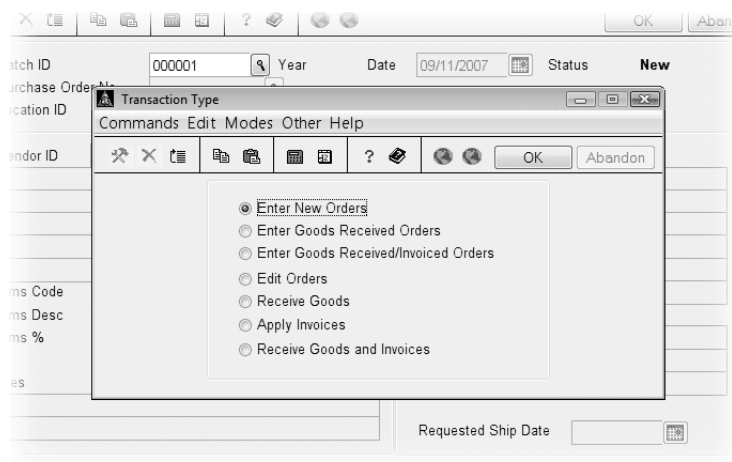 OK Aban
atch ID 000001 Year Date 09/11/2007 Status New
urchase Order No
ocation ID
Transaction Type
Commands Edit Modes Other Help
? OK Abandon
endor ID
Enter New Orders
Enter Goods Received Orders
Enter Goods Received/Invoiced Orders
Edit Orders
Receive Goods
Apply Invoices
Receive Goods and Invoices
ms Code
ms Desc
ms %
es
Requested Ship Date